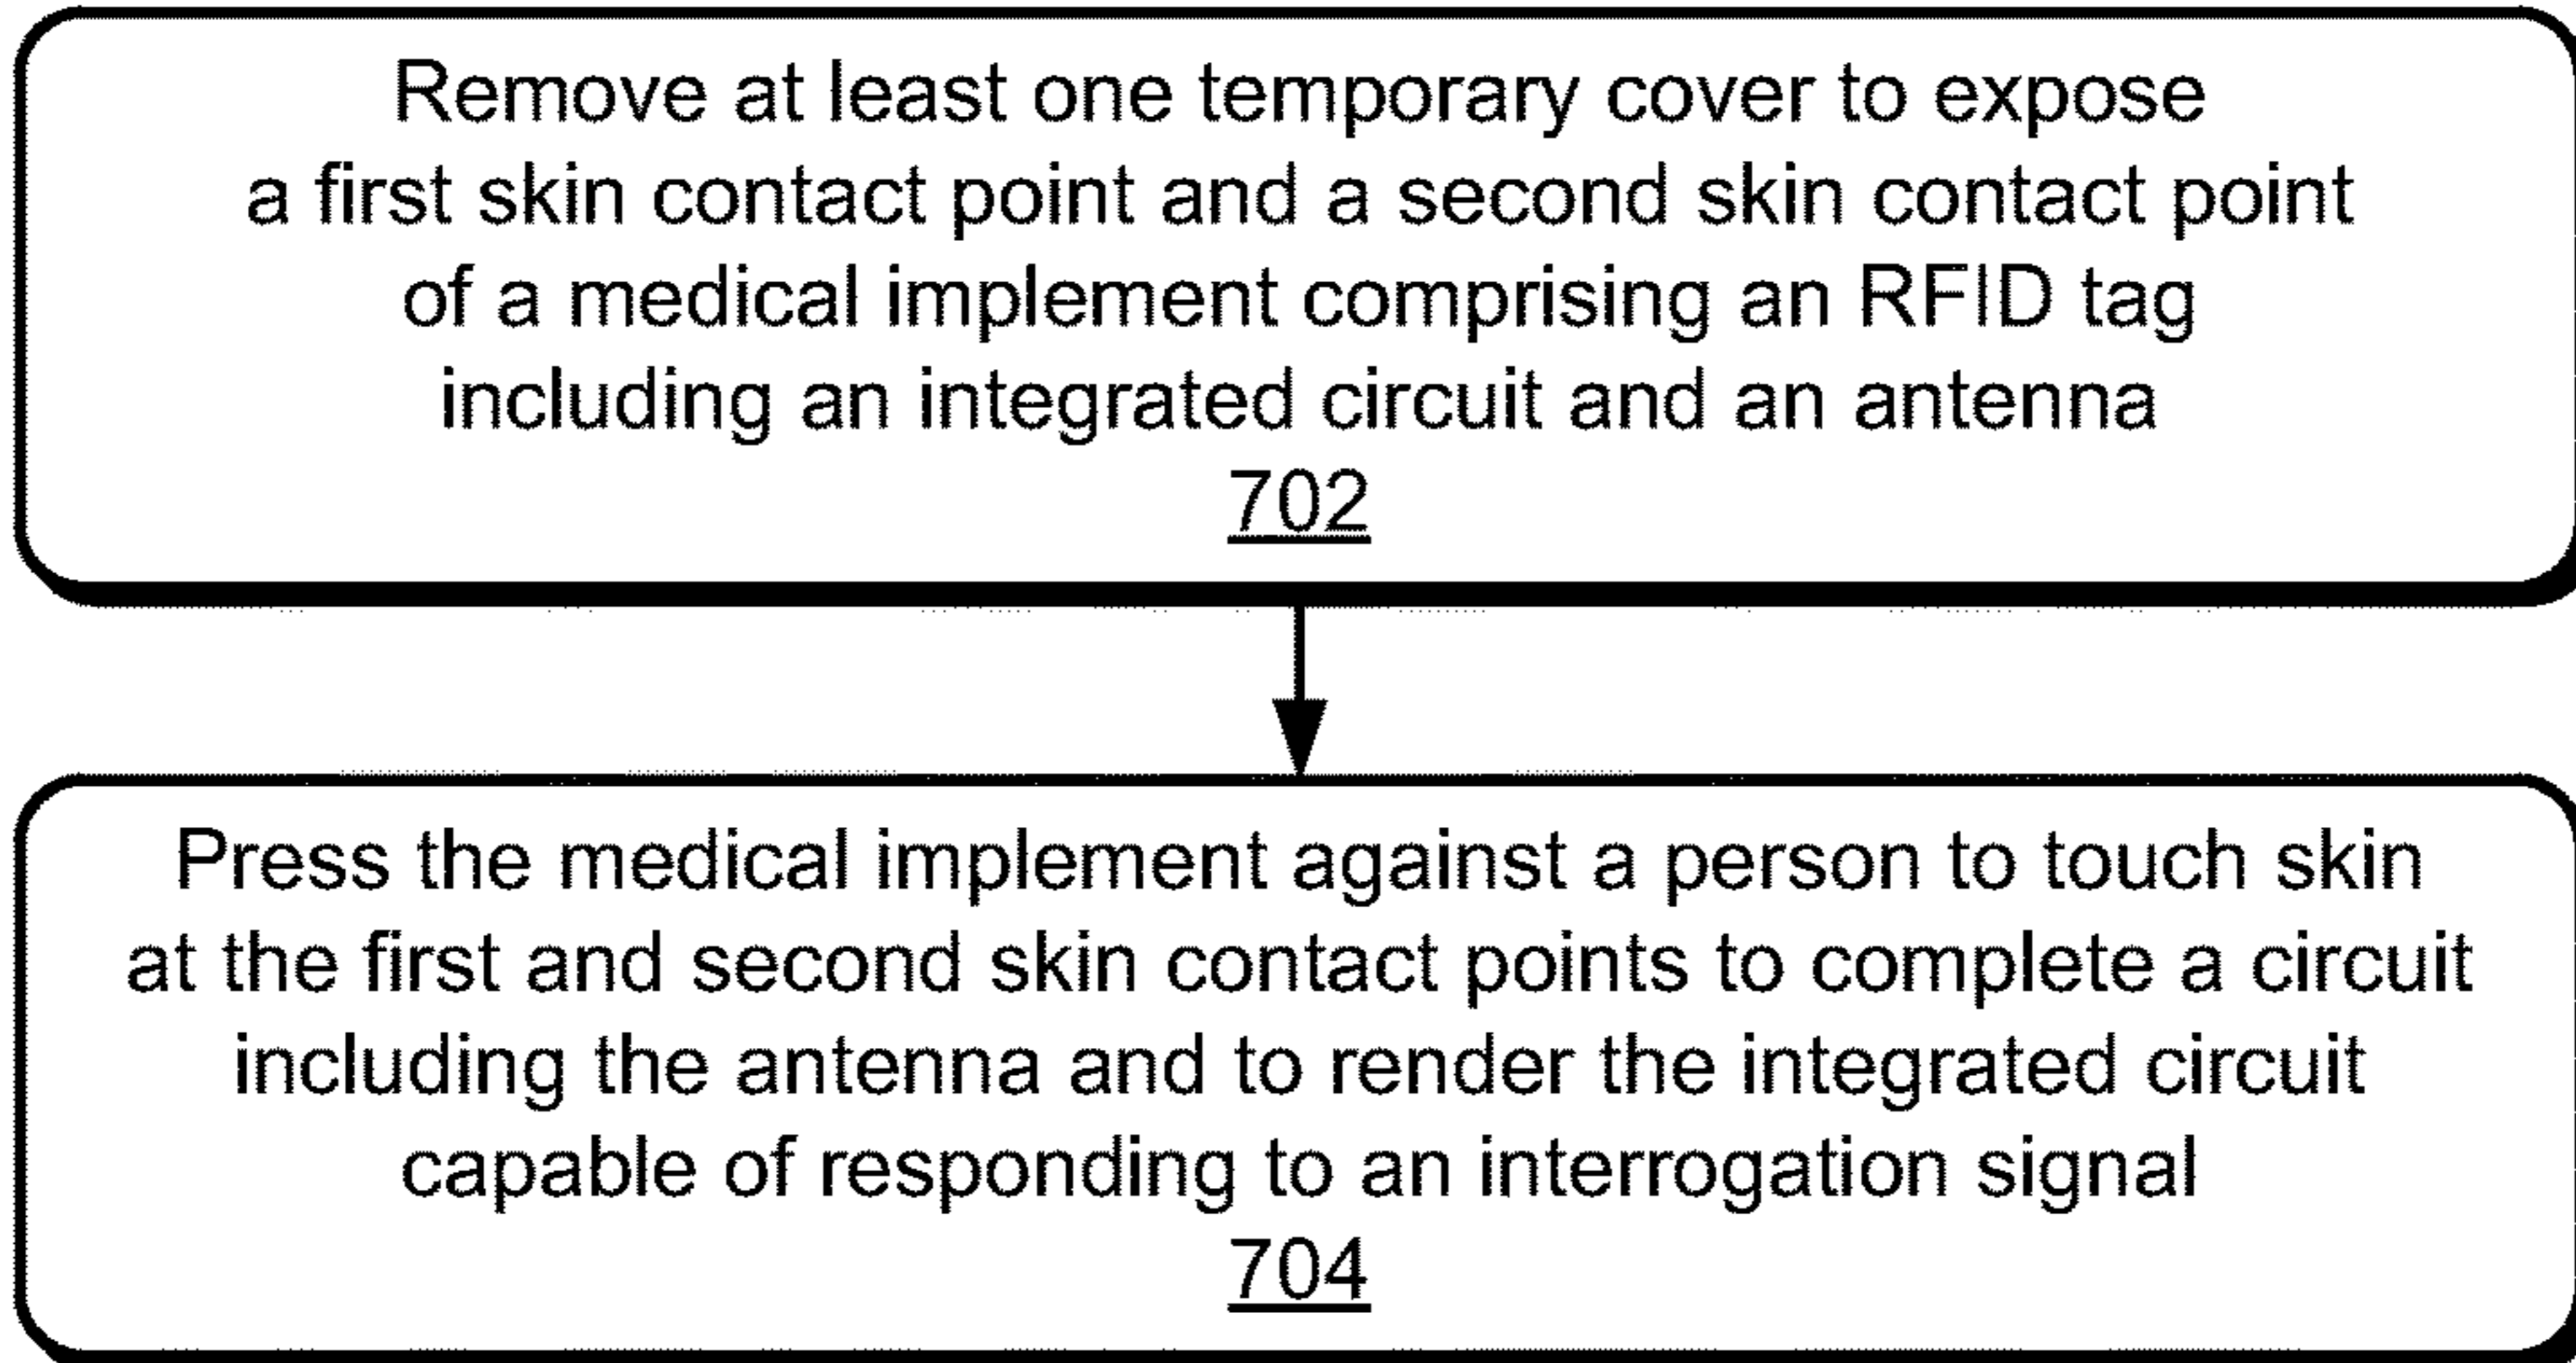 Remove at least one temporary cover to expose
a first skin contact point and a second skin contact point
of a medical implement comprising an RFID tag
including an integrated circuit and an antenna
702
Press the medical implement against a person to touch skin
at the first and second skin contact points to complete a circuit
including the antenna and to render the integrated circuit
capable of responding to an interrogation signal
704